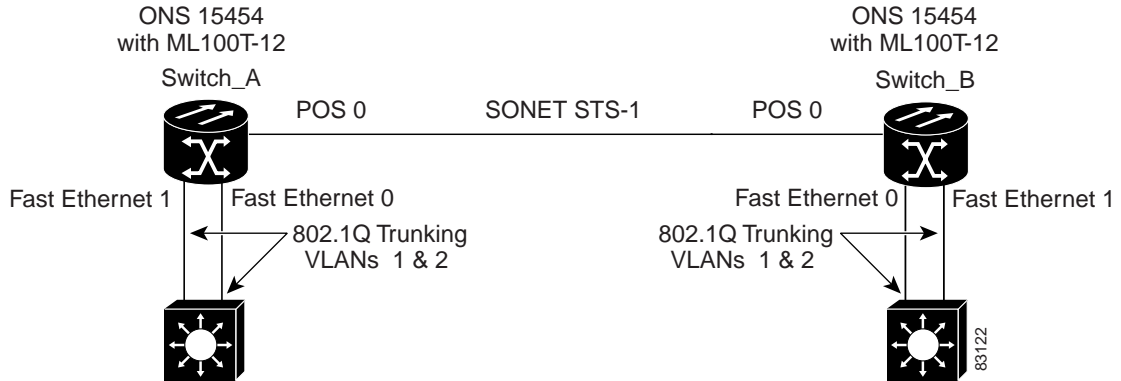 ONS 15454
with ML100T-12
Switch_A
ONS 15454
with ML100T-12
Switch_B
POS 0
SONET STS-1
POS 0
Fast Ethernet 1
Fast Ethernet 0
Fast Ethernet 0
Fast Ethernet 1
802.1Q Trunking
VLANs 1 & 2
802.1Q Trunking
VLANs 1 & 2
83122